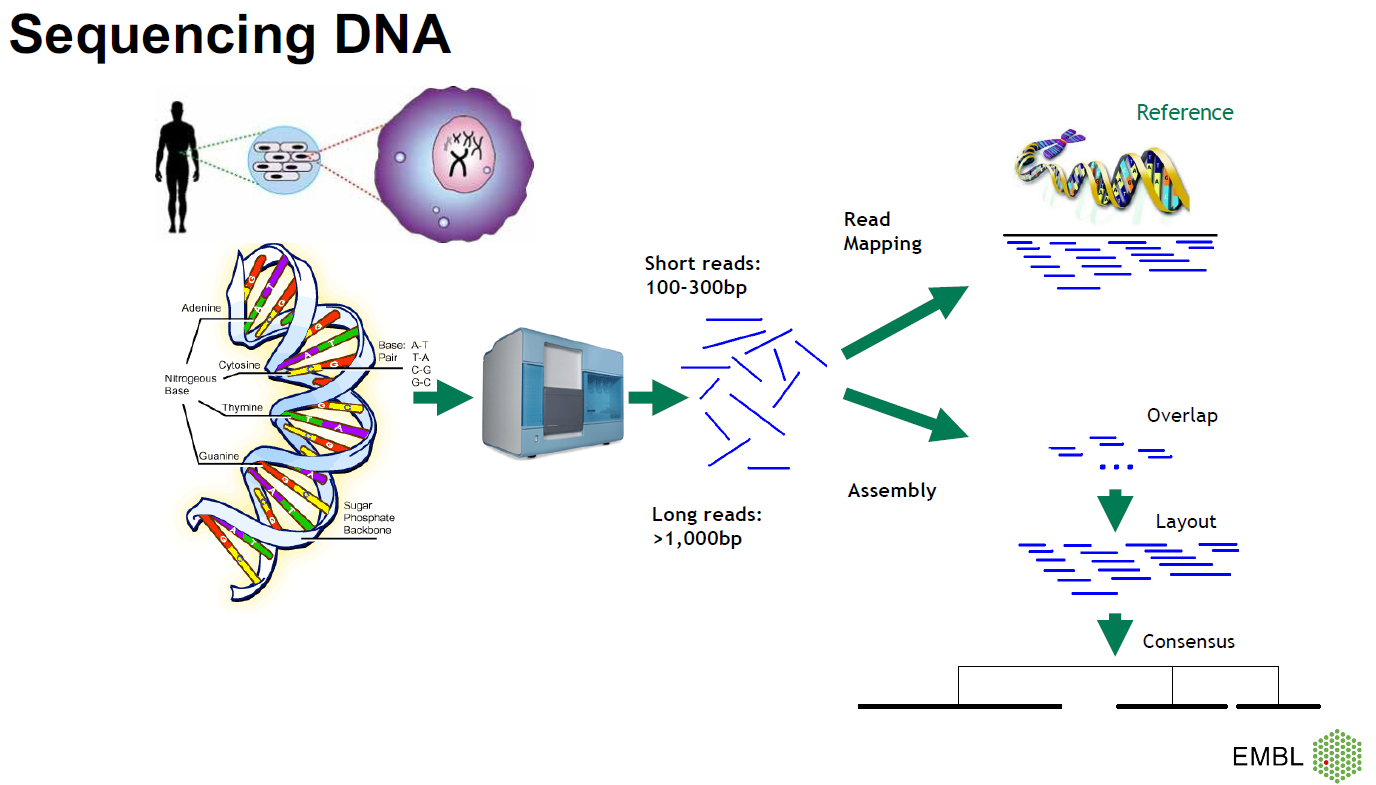 Sequencing DNA
Reference
Read
Mapping
Short reads:
100-300bp
Adenine
Cytosine
Nitrogeous
Base
Thymine
Guanine
Base:
Pair
A-T
T-A
C-G
G-C
Sugar
Phosphate
Backbone
Long reads:
>1,000bp
Assembly
Overlap
Layout
Consensus
EMBL